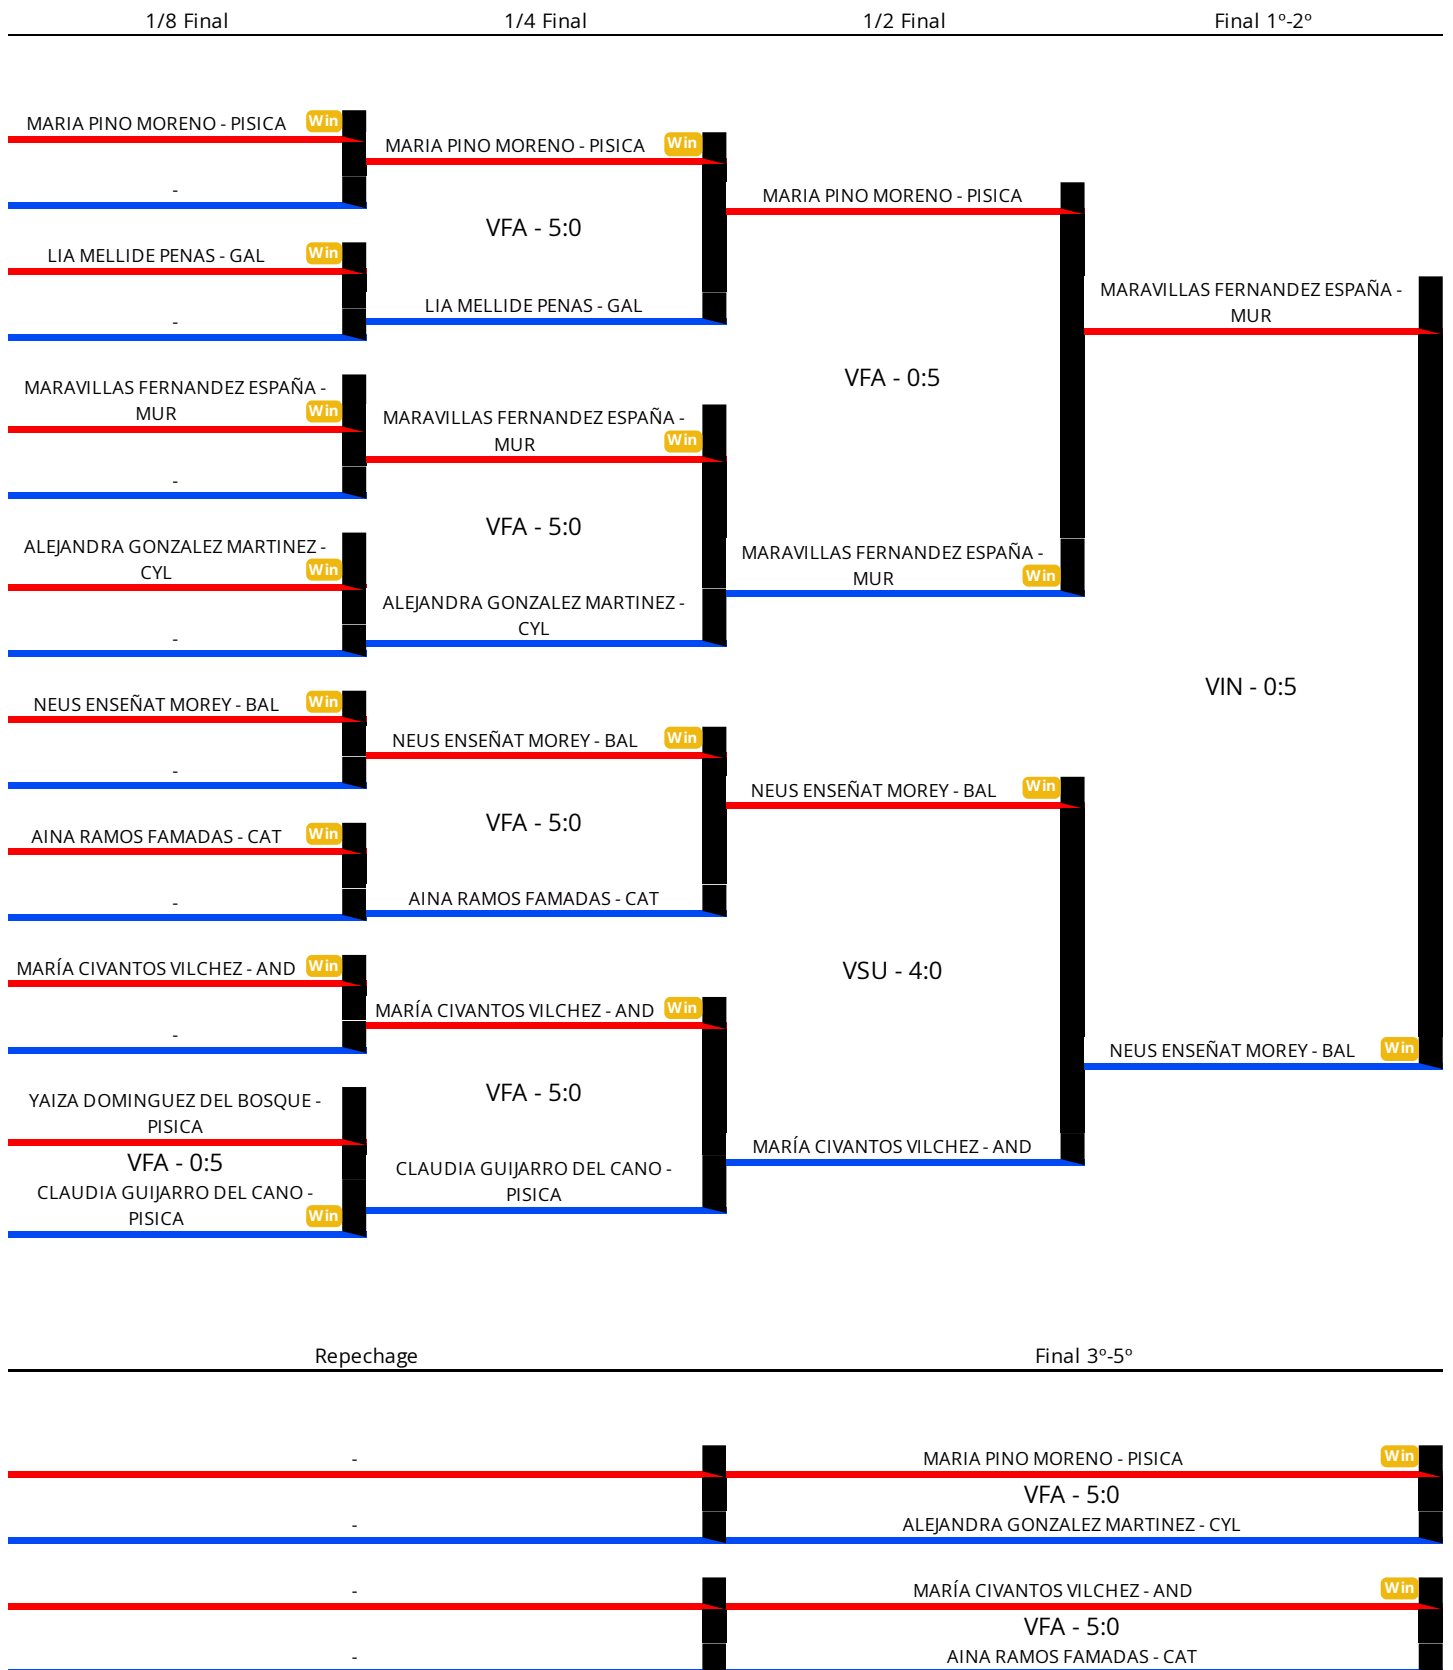 1/8 Final
1/4 Final
1/2 Final
Final 1º-2º
MARIA PINO MORENO - PISICA
Win
-
LIA MELLIDE PENAS - GAL
Win
-
MARAVILLAS FERNANDEZ ESPAÑA -
MUR
Win
-
ALEJANDRA GONZALEZ MARTINEZ -
CYL
Win
-
NEUS ENSEÑAT MOREY - BAL
Win
-
AINA RAMOS FAMADAS - CAT
Win
-
MARÍA CIVANTOS VILCHEZ - AND
Win
-
YAIZA DOMINGUEZ DEL BOSQUE -
PISICA
VFA - 0:5
CLAUDIA GUIJARRO DEL CANO -
PISICA
Win
MARIA PINO MORENO - PISICA
Win
VFA - 5:0
LIA MELLIDE PENAS - GAL
MARAVILLAS FERNANDEZ ESPAÑA -
MUR
Win
VFA - 5:0
ALEJANDRA GONZALEZ MARTINEZ -
CYL
NEUS ENSEÑAT MOREY - BAL
Win
VFA - 5:0
AINA RAMOS FAMADAS - CAT
MARÍA CIVANTOS VILCHEZ - AND
Win
VFA - 5:0
CLAUDIA GUIJARRO DEL CANO -
PISICA
MARIA PINO MORENO - PISICA
VFA - 0:5
MARAVILLAS FERNANDEZ ESPAÑA -
MUR
Win
NEUS ENSEÑAT MOREY - BAL
Win
VSU - 4:0
MARÍA CIVANTOS VILCHEZ - AND
MARAVILLAS FERNANDEZ ESPAÑA -
MUR
VIN - 0:5
NEUS ENSEÑAT MOREY - BAL
Win
Repechage
Final 3º-5º
-
-
MARIA PINO MORENO - PISICA
Win
VFA - 5:0
ALEJANDRA GONZALEZ MARTINEZ - CYL
-
-
MARÍA CIVANTOS VILCHEZ - AND
Win
VFA - 5:0
AINA RAMOS FAMADAS - CAT